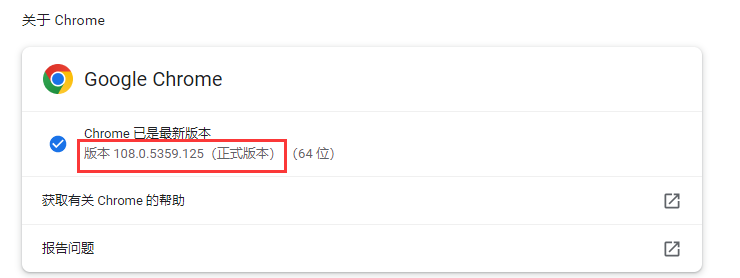 关于 Chrome
Google Chrome
Chrome 已是最新版本
版本 108.0.5359.125（正式版本） （64 位）
获取有关 Chrome 的帮助
报告问题